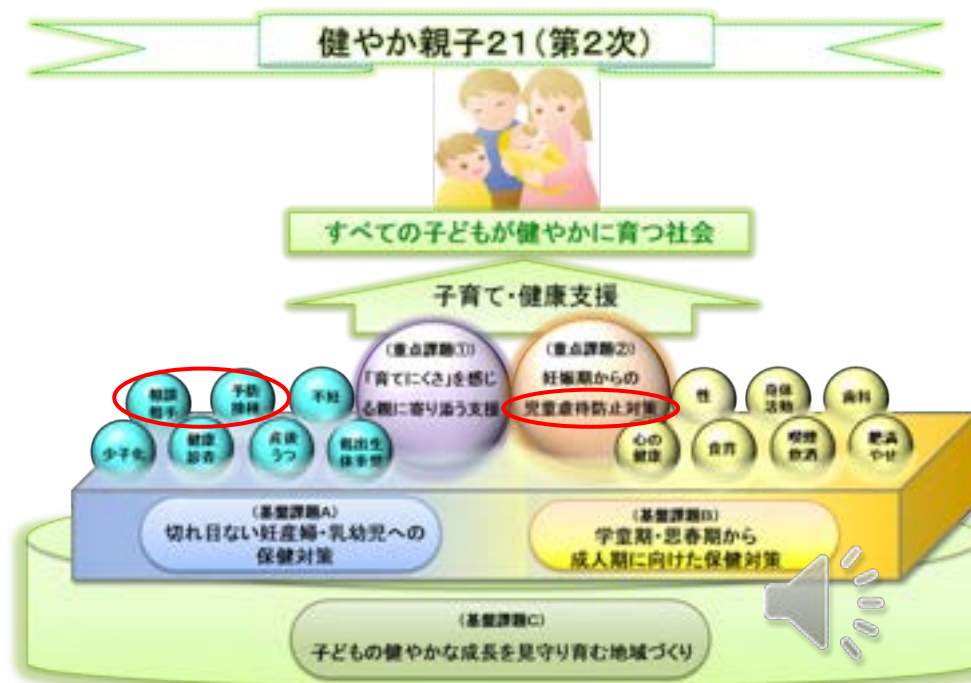 健やか親子21(第2次)
すべての子どもが健やかに育つ社会
子育て・健康支援
(重点課題①)
「育てにくさ」を感じ
る親に寄り添う支援
(重点課題②)
妊娠期からの
児童虐待防止対策
相談
相手
予防
接種
不妊
少子化
健康
診査
産後
うつ
低出生
体重児
性
身体
活動
歯科
心の
健康
食育
喫煙
飲酒
肥満
やせ
(基盤課題A)
切れ目ない妊産婦・乳幼児への
保健対策
(基盤課題B)
学童期・思春期から
成人期に向けた保健対策
(基盤課題C)
子どもの健やかな成長を見守り育む地域づくり